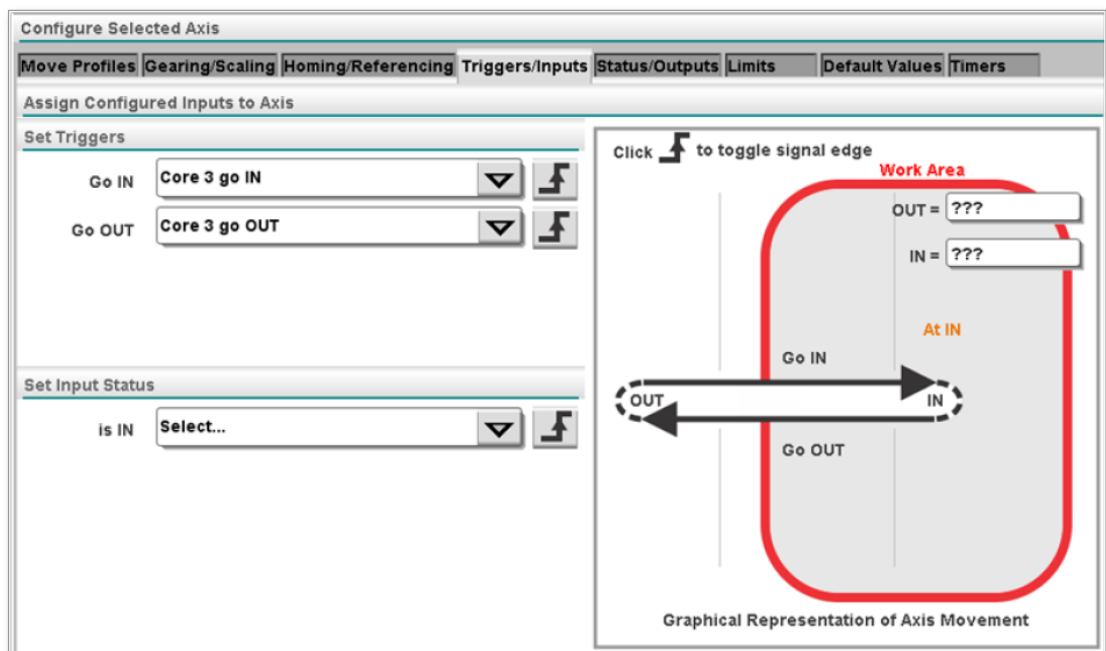 Configure Selected Axis
Move Profiles Gearing/Scaling Homing/Referencing Triggers/Inputs Status/Outputs Limits Default Values Timers
Assign Configured Inputs to Axis
Set Triggers
Go IN Core 3 go IN
Go OUT Core 3 go OUT
Set Input Status
is IN Select...
Click to toggle signal edge
Work Area
OUT = ???
IN = ???
At IN
Go IN
OUT IN
Go OUT
Graphical Representation of Axis Movement